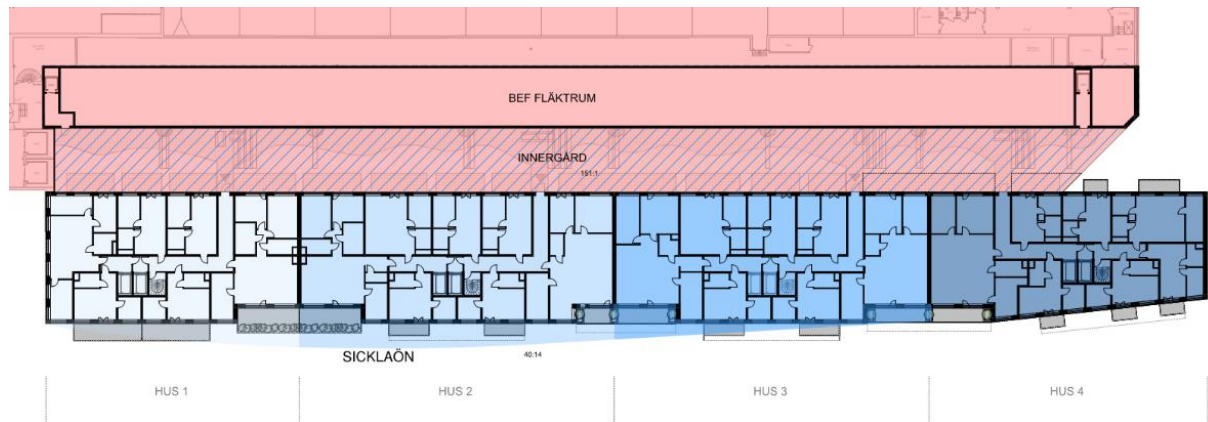 BEF FLÄKTRUM
INNERGÅRD
151:1
SICKLAÖN
40:14
HUS 1
HUS 2
HUS 3
HUS 4